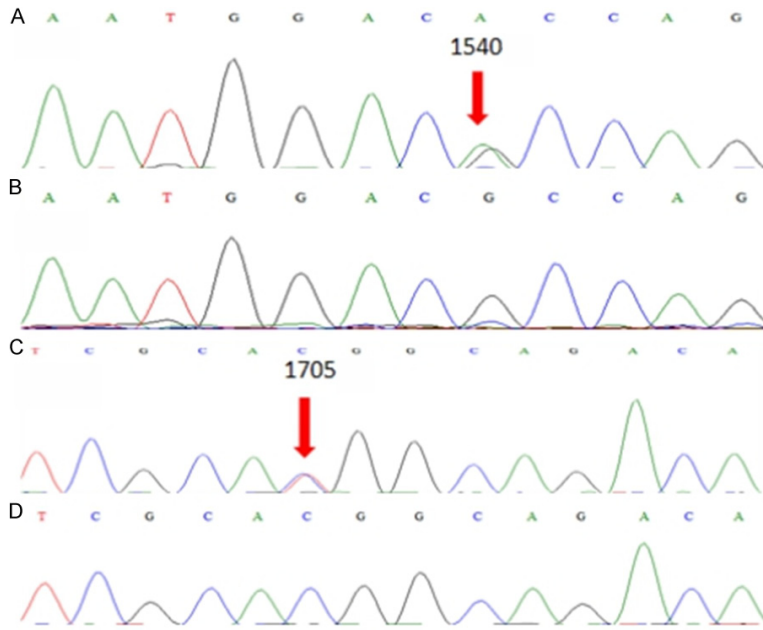 A A A T G G A C A C C A G
1540
B A A T G G A C G C C A G
C T C G C A C G G C A G A C A
1705
D T C G C A C G G C A G A C A